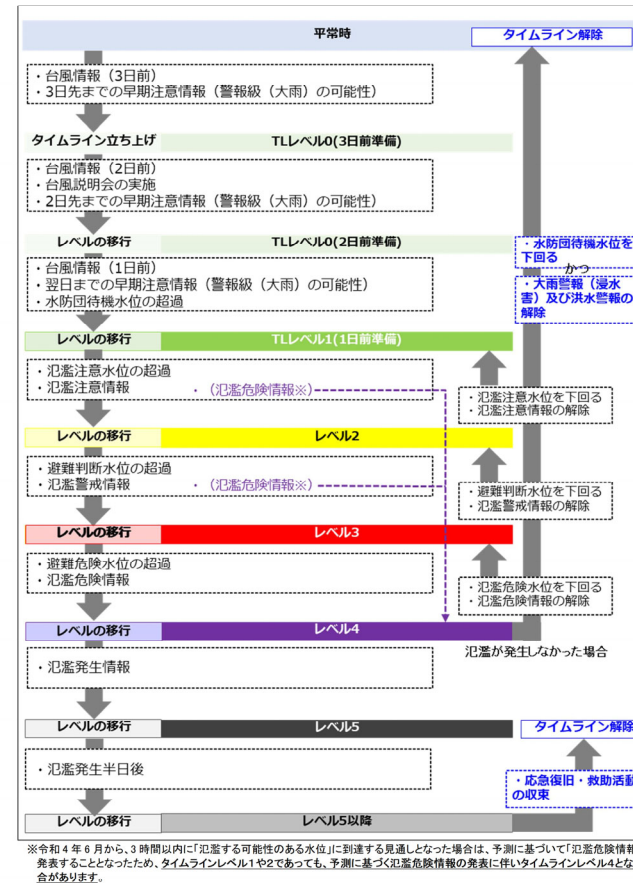 平常時
タイムライン解除
・台風情報（3日前）
・3日先までの早期注意情報（警報級（大雨）の可能性）
タイムライン立ち上げ
TLレベル0(3日前準備)
・台風情報（2日前）
・台風説明会の実施
・2日先までの早期注意情報（警報級（大雨）の可能性）
レベルの移行
TLレベル0(2日前準備)
・水防団待機水位を
下回る
かつ
・大雨警報（浸水
害）及び洪水警報の
解除
・台風情報（1日前）
・翌日までの早期注意情報（警報級（大雨）の可能性）
・水防団待機水位の超過
レベルの移行
TLレベル1(1日前準備)
・氾濫注意水位の超過
・氾濫注意情報
・（氾濫危険情報※）
・氾濫注意水位を下回る
・氾濫注意情報の解除
レベルの移行
レベル2
・避難判断水位の超過
・氾濫警戒情報
・（氾濫危険情報※）
・避難判断水位を下回る
・氾濫警戒情報の解除
レベルの移行
レベル3
・避難危険水位の超過
・氾濫危険情報
・氾濫危険水位を下回る
・氾濫危険情報の解除
レベルの移行
レベル4
氾濫が発生しなかった場合
・氾濫発生情報
レベルの移行
レベル5
タイムライン解除
・氾濫発生半日後
・応急復旧・救助活動
の収束
レベルの移行
レベル5以降
※令和４年６月から、３時間以内に「氾濫する可能性のある水位」に到達する見通しとなった場合は、予測に基づいて「氾濫危険情報
発表することとなったため、タイムラインレベル１や２であっても、予測に基づく氾濫危険情報の発表に伴いタイムラインレベル４とな
合があります。